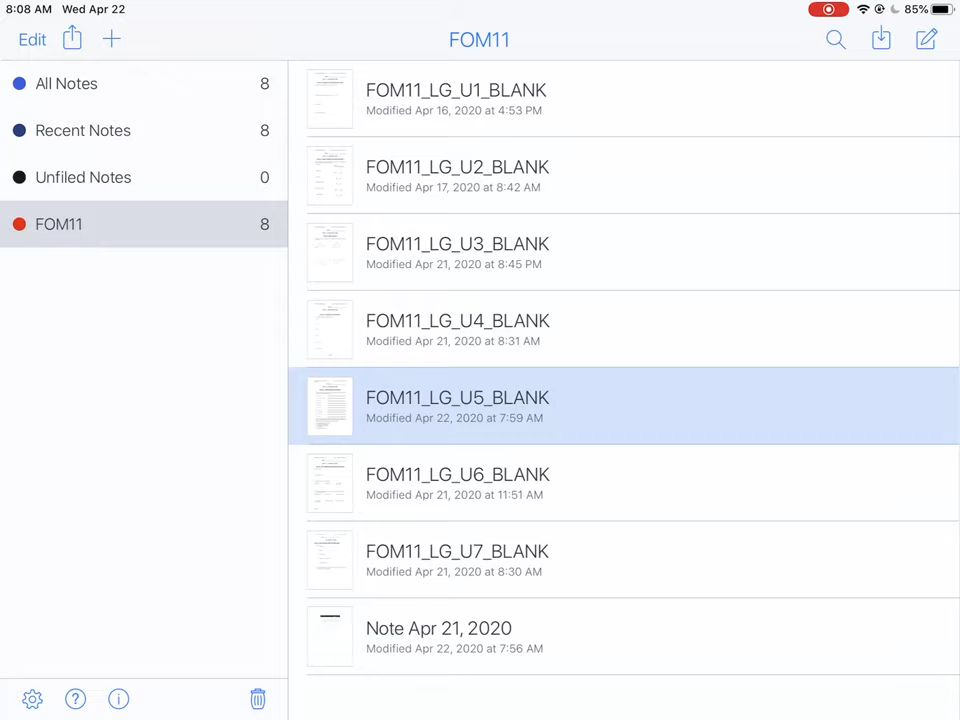 8:08 AM Wed Apr 22
85%
Edit
FOM11
All Notes 8
Recent Notes 8
Unfiled Notes 0
FOM11 8
FOM11_LG_U1_BLANK
Modified Apr 16, 2020 at 4:53 PM
FOM11_LG_U2_BLANK
Modified Apr 17, 2020 at 8:42 AM
FOM11_LG_U3_BLANK
Modified Apr 21, 2020 at 8:45 PM
FOM11_LG_U4_BLANK
Modified Apr 21, 2020 at 8:31 AM
FOM11_LG_U5_BLANK
Modified Apr 22, 2020 at 7:59 AM
FOM11_LG_U6_BLANK
Modified Apr 21, 2020 at 11:51 AM
FOM11_LG_U7_BLANK
Modified Apr 21, 2020 at 8:30 AM
Note Apr 21, 2020
Modified Apr 22, 2020 at 7:56 AM